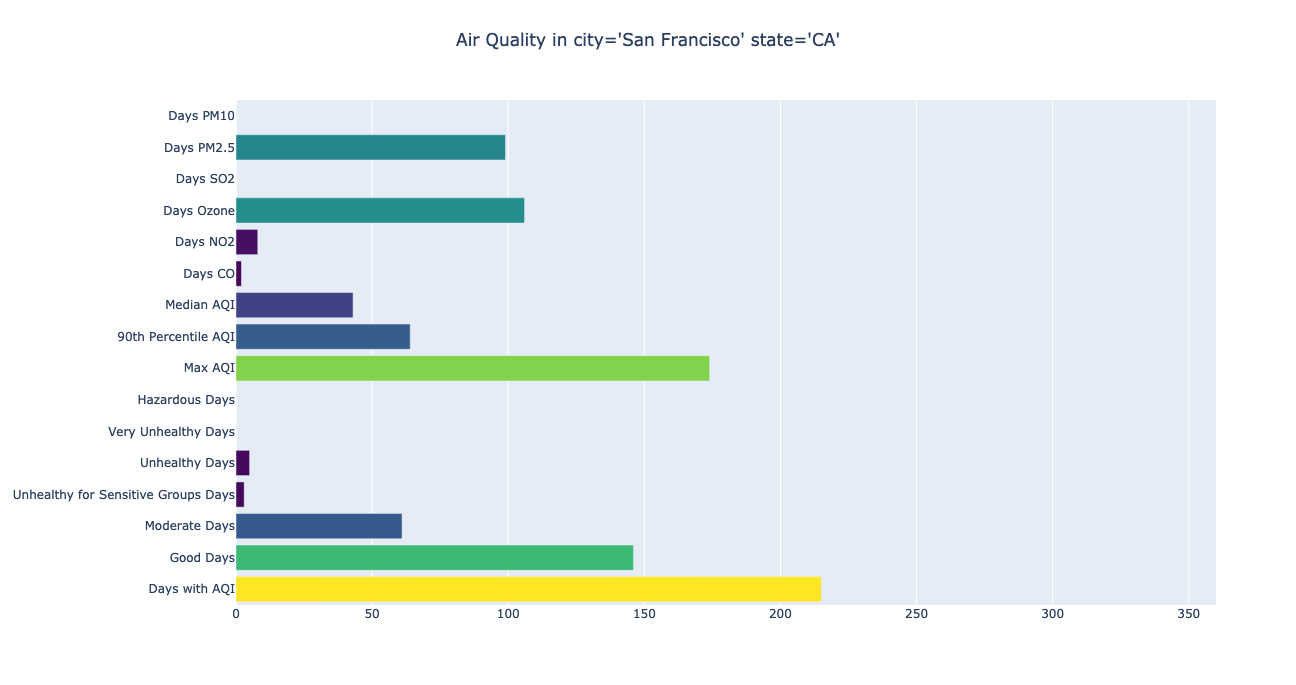 Air Quality in city='San Francisco' state='CA'
Days PM10
Days PM2.5
Days SO2
Days Ozone
Days NO2
Days CO
Median AQI
90th Percentile AQI
Max AQI
Hazardous Days
Very Unhealthy Days
Unhealthy Days
Unhealthy for Sensitive Groups Days
Moderate Days
Good Days
Days with AQI
0 50 100 150 200 250 300 350